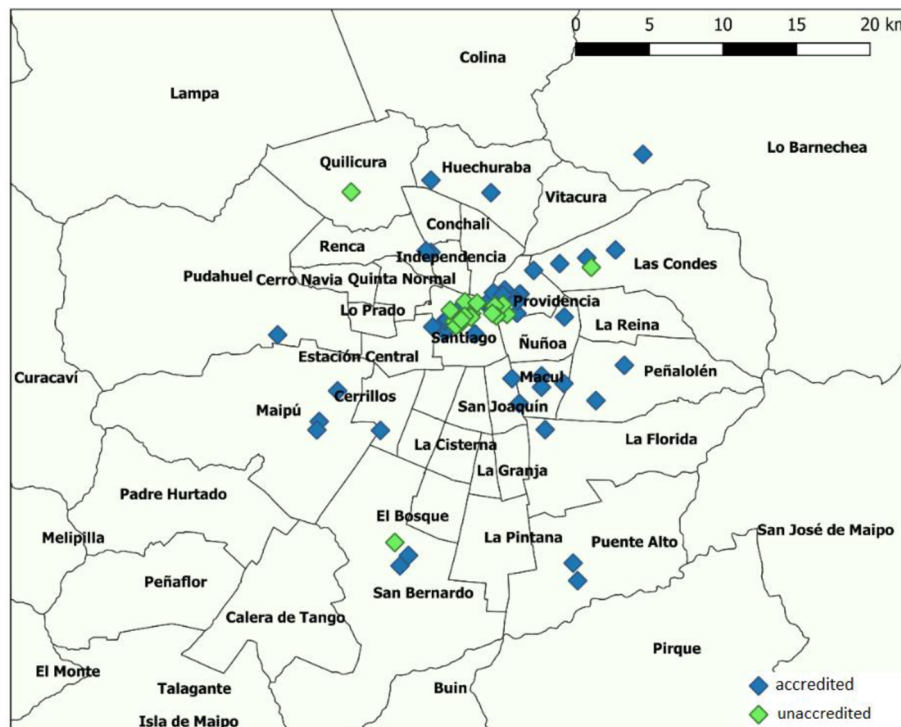 0 5 10 15 20 km
Colina
Lampa
Lo Barnechea
Quilicura
Huechuraba
Vitacura
Conchalí
Renca
Independencia
Las Condes
Pudahuel
Cerro Navia
Quinta Normal
Providencia
Lo Prado
La Reina
Santiago
Ñuñoa
Estación Central
Peñalolén
Curacaví
Macul
Cerrillos
Maipú
San Joaquín
La Florida
La Cisterna
La Granja
Padre Hurtado
El Bosque
San José de Maipo
Melipilla
La Pintana
Puente Alto
Peñaflor
San Bernardo
Calera de Tango
Pirque
El Monte
Talagante
Buin
accredited
Isla de Maipo
unaccredited